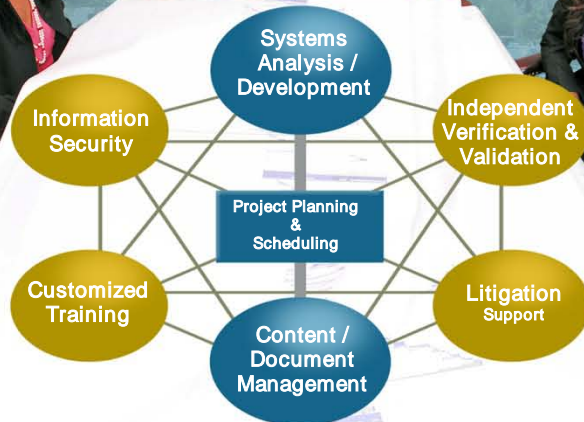 Systems
Analysis /
Development
Information
Security
Independent
Verification &
Validation
Project Planning
&
Scheduling
Customized
Training
Litigation
Support
Content /
Document
Management